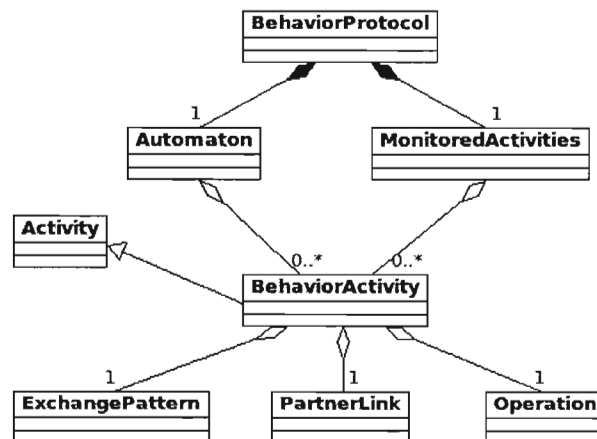 BehaviorProtocol
1
1
Automaton
MonitoredActivities
Activity
0..*
0..*
BehaviorActivity
1
1
1
ExchangePattern
PartnerLink
Operation